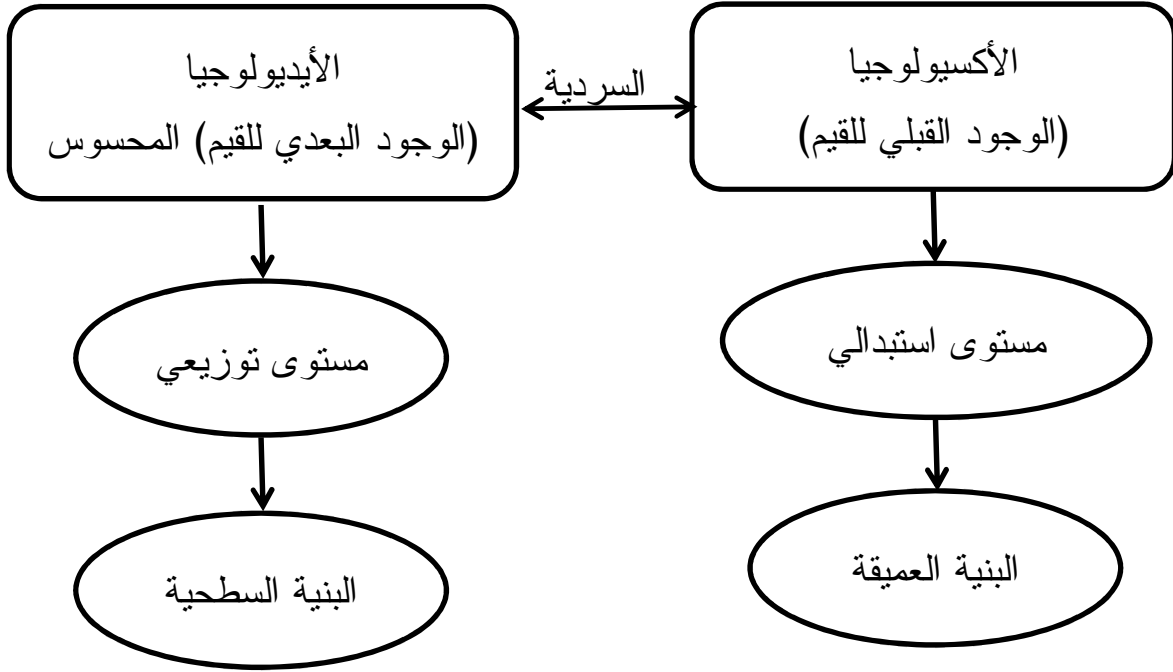 الأكسيولوجيا
(الوجود القبلي للقيم)
السردية
الأيديولوجيا
(الوجود البعدي للقيم) المحسوس
مستوى استبدالي
مستوى توزيعي
البنية العميقة
البنية السطحية